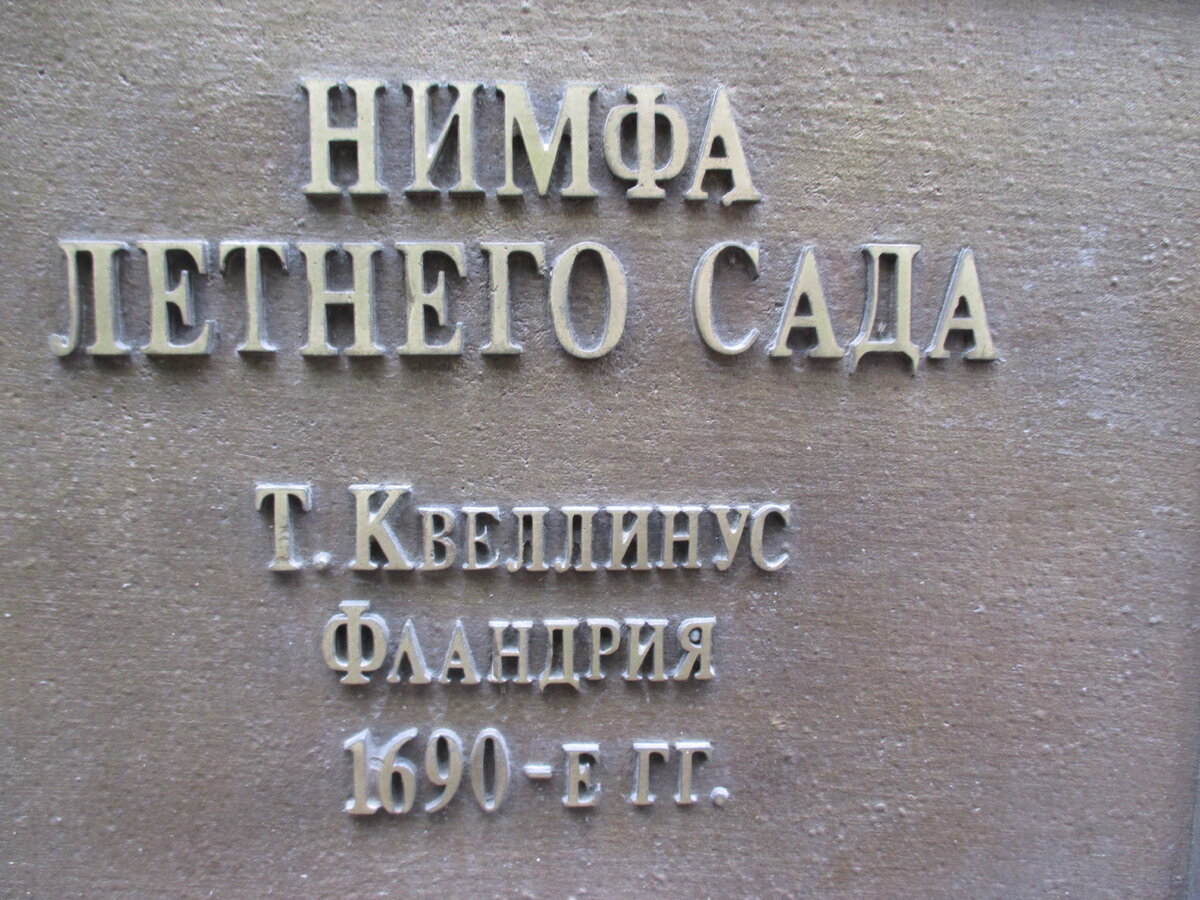 НИМФА
ЛЕТНЕГО САДА
Т. Квеллинус
Фландрия
1690-е гг.